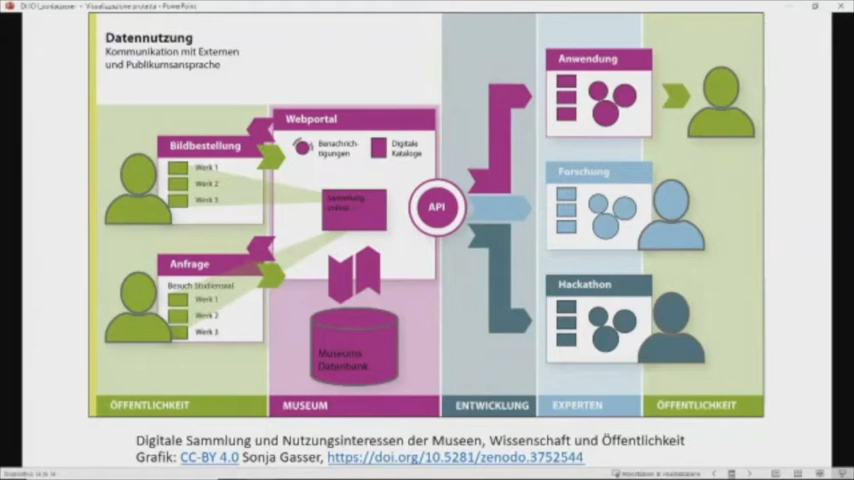 Datennutzung
Kommunikation mit Externen
und Publikumsansprache
Bildbestellung
Werk 1
Werk 2
Werk 3
Anfrage
Besuch Studiensaal
Werk 1
Werk 2
Werk 3
Webportal
Benachrich-
tigungen
Digitale
Kataloge
Sammlung
online
Museums
Datenbank
API
Anwendung
Forschung
Hackathon
ÖFFENTLICHKEIT
MUSEUM
ENTWICKLUNG
EXPERTEN
ÖFFENTLICHKEIT
Digitale Sammlung und Nutzungsinteressen der Museen, Wissenschaft und Öffentlichkeit
Grafik: CC-BY 4.0 Sonja Gasser, https://doi.org/10.5281/zenodo.3752544